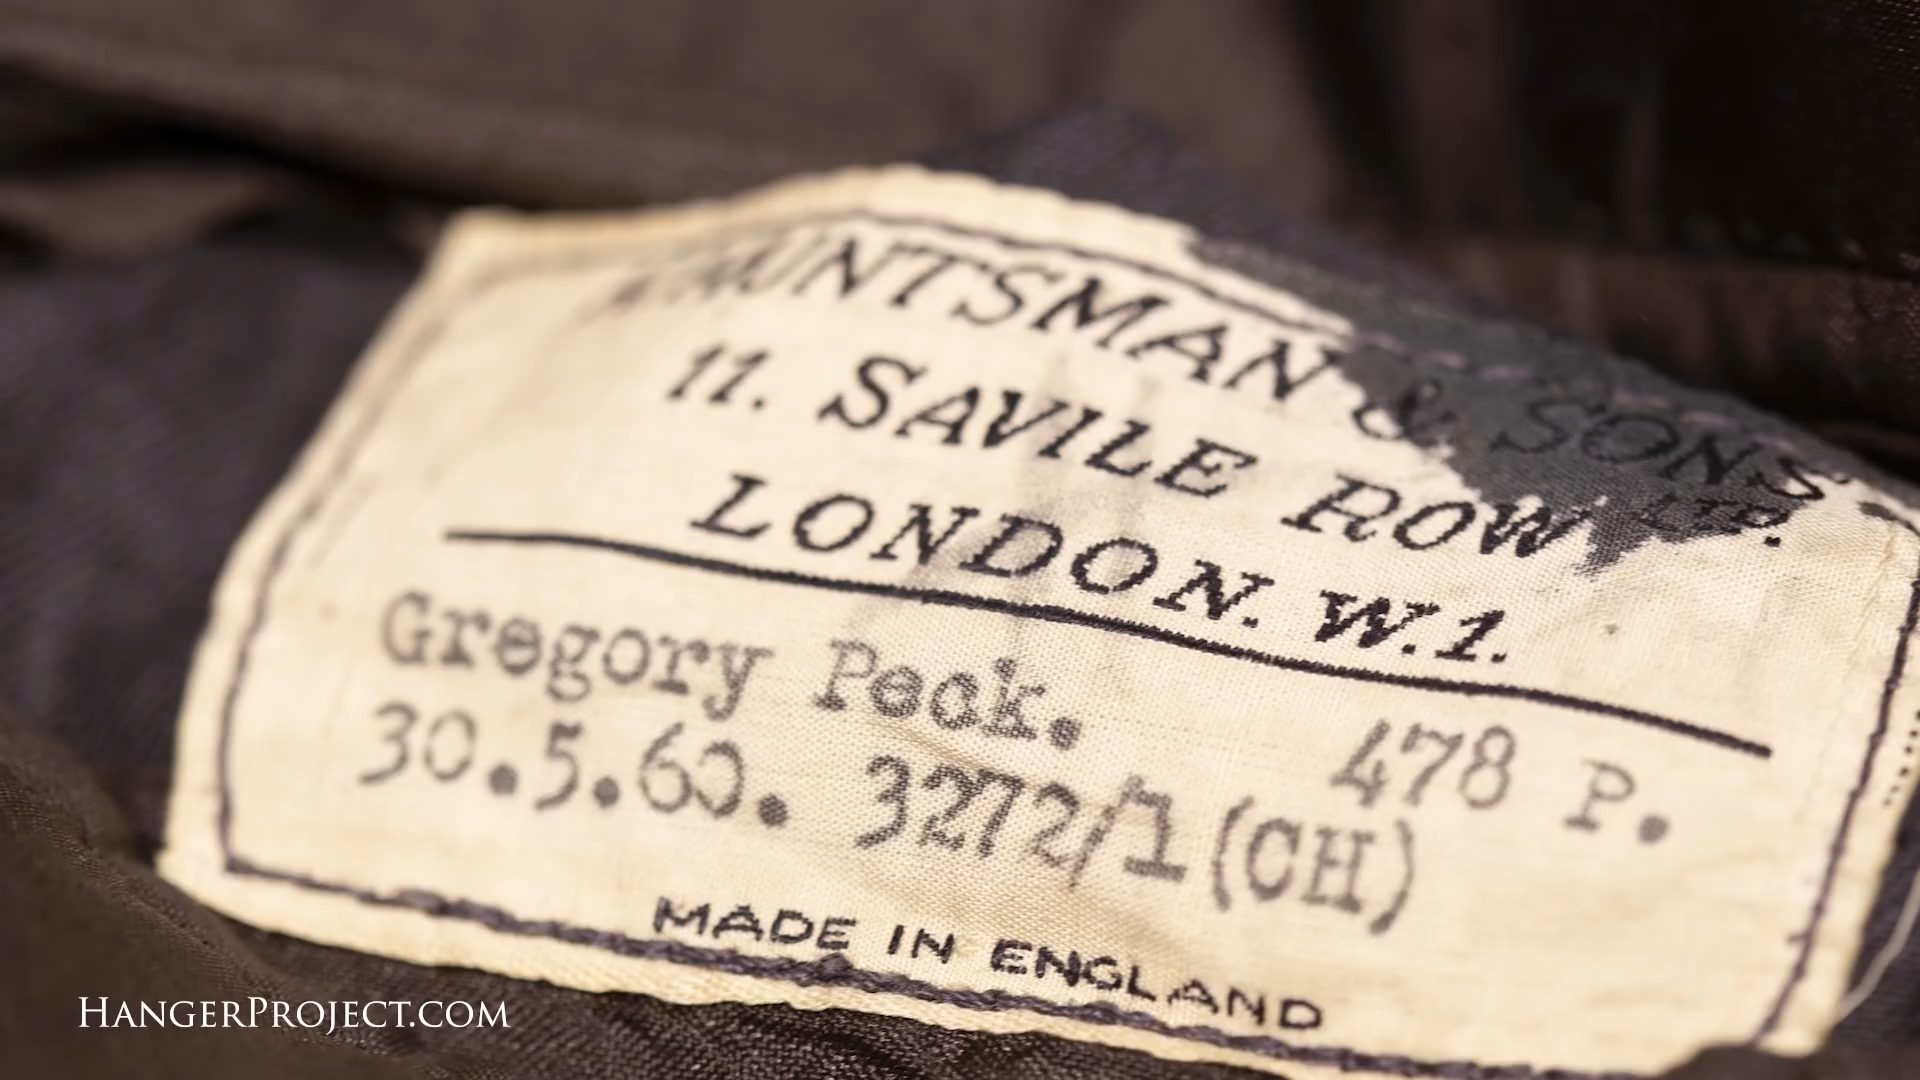 HUNTSMAN & SONS
11. SAVILE ROW
LONDON. W.1.
Gregory Peck. 478 P.
30.5.60. 3272/1(CH)
MADE IN ENGLAND
HANGERPROJECT.COM